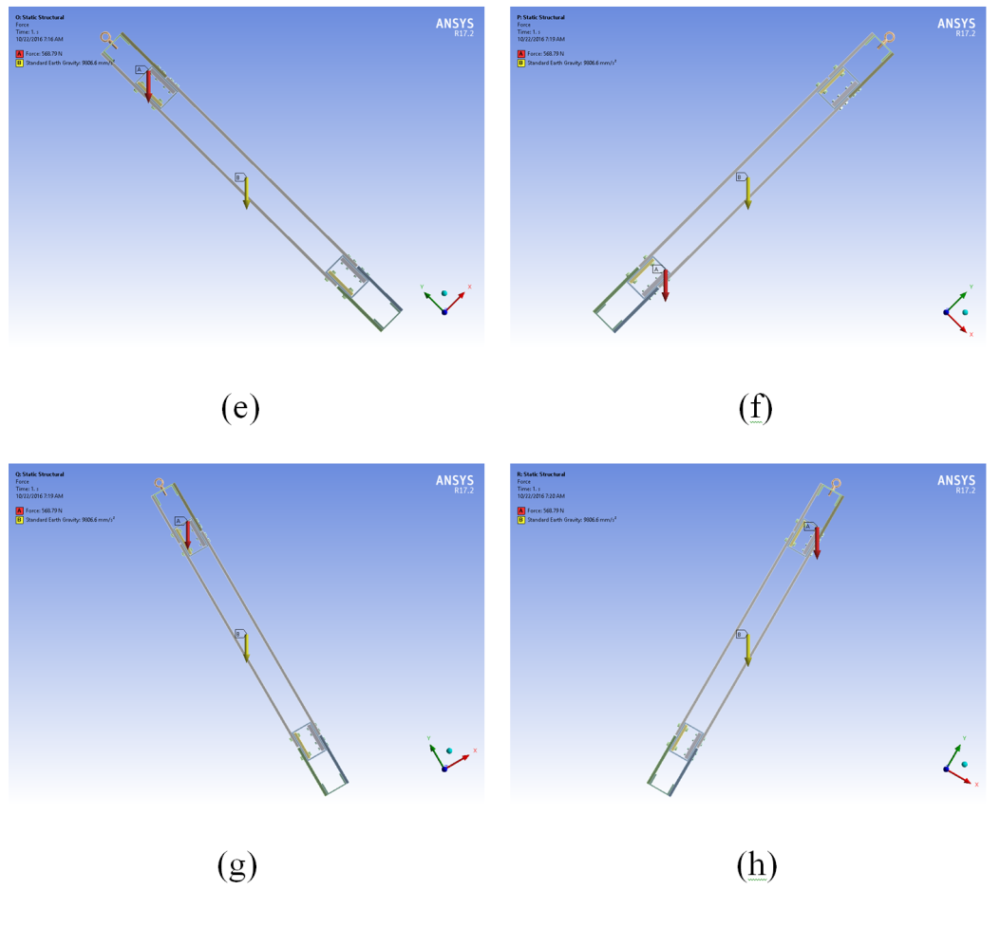 O: Static Structural
Force
Time: 1. s
10/22/2016 7:16 AM
A Force: 568.79 N
B Standard Earth Gravity: 9806.6 mm/s²
ANSYS
R17.2
A
B
Y
X
P: Static Structural
Force
Time: 1. s
10/22/2016 7:19 AM
A Force: 568.79 N
B Standard Earth Gravity: 9806.6 mm/s²
ANSYS
R17.2
B
A
Y
X
(e)
(f)
Q: Static Structural
Force
Time: 1. s
10/22/2016 7:19 AM
A Force: 568.79 N
B Standard Earth Gravity: 9806.6 mm/s²
ANSYS
R17.2
A
B
Y
X
R: Static Structural
Force
Time: 1. s
10/22/2016 7:20 AM
A Force: 568.79 N
B Standard Earth Gravity: 9806.6 mm/s²
ANSYS
R17.2
A
B
Y
X
(g)
(h)